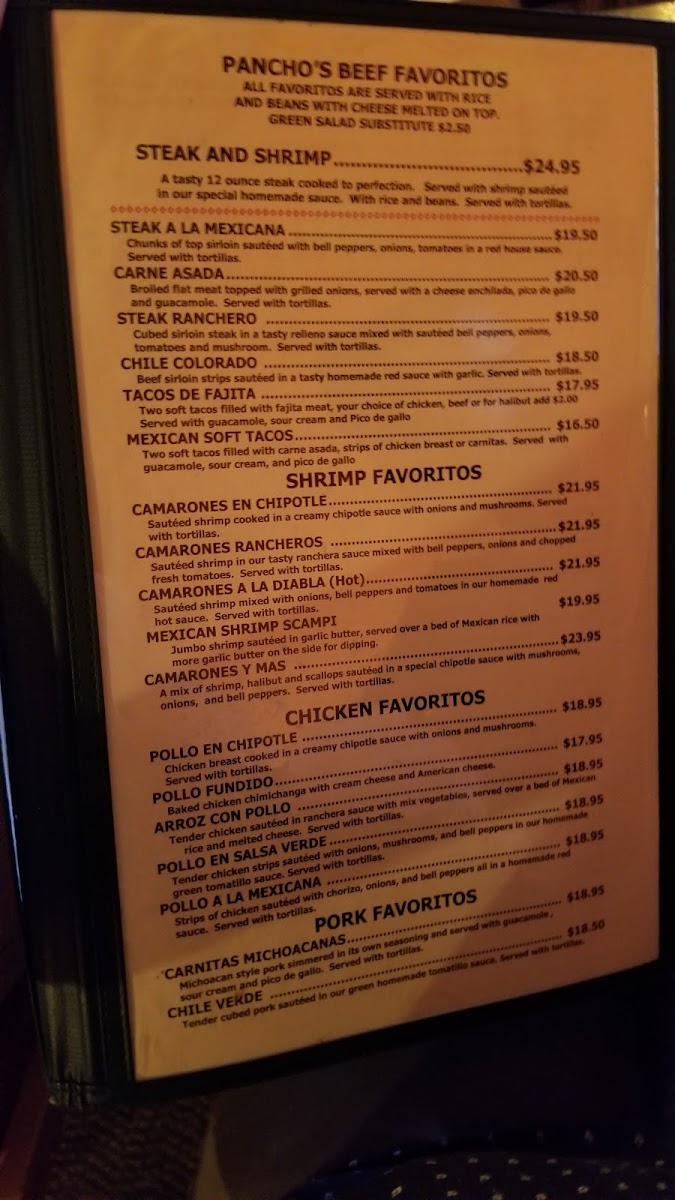 PANCHO'S BEEF FAVORITOS
ALL FAVORITOS ARE SERVED WITH RICE
AND BEANS WITH CHEESE MELTED ON TOP.
GREEN SALAD SUBSTITUTE $2.50
STEAK AND SHRIMP..............................$24.95
A tasty 12 ounce steak cooked to perfection. Served with shrimp sautéed
in our special homemade sauce. With rice and beans. Served with tortillas.
STEAK A LA MEXICANA..............................$19.50
Chunks of top sirloin sautéed with bell peppers, onions, tomatoes in a red house sauce.
Served with tortillas.
CARNE ASADA.............................. $20.50
Broiled flat meat topped with grilled onions, served with a cheese enchilada, pico de gallo
and guacamole. Served with tortillas.
STEAK RANCHERO .............................. $19.50
Cubed sirloin steak in a tasty relleno sauce mixed with sautéed bell peppers, onions,
tomatoes and mushroom. Served with tortillas.
CHILE COLORADO .............................. $18.50
Beef sirloin strips sautéed in a tasty homemade red sauce with garlic. Served with tortillas.
TACOS DE FAJITA .............................. $17.95
Two soft tacos filled with fajita meat, your choice of chicken, beef or for halibut add $2.00
Served with guacamole, sour cream and Pico de gallo
MEXICAN SOFT TACOS.............................. $16.50
Two soft tacos filled with carne asada, strips of chicken breast or carnitas. Served with
guacamole, sour cream, and pico de gallo
SHRIMP FAVORITOS
CAMARONES EN CHIPOTLE.............................. $21.95
Sautéed shrimp cooked in a creamy chipotle sauce with onions and mushrooms. Served
with tortillas.
CAMARONES RANCHEROS ..............................$21.95
Sautéed shrimp in our tasty ranchera sauce mixed with bell peppers, onions and chopped
fresh tomatoes. Served with tortillas.
CAMARONES A LA DIABLA (Hot).............................. $21.95
Sautéed shrimp mixed with onions, bell peppers and tomatoes in our homemade red
hot sauce. Served with tortillas.
MEXICAN SHRIMP SCAMPI $19.95
Jumbo shrimp sautéed in garlic butter, served over a bed of Mexican rice with
more garlic butter on the side for dipping.
CAMARONES Y MAS ..............................$23.95
A mix of shrimp, halibut and scallops sautéed in a special chipotle sauce with mushrooms,
onions, and bell peppers. Served with tortillas.
CHICKEN FAVORITOS
POLLO EN CHIPOTLE .............................. $18.95
Chicken breast cooked in a creamy chipotle sauce with onions and mushrooms.
Served with tortillas.
POLLO FUNDIDO.............................. $17.95
Baked chicken chimichanga with cream cheese and American cheese.
ARROZ CON POLLO .............................. $18.95
Tender chicken sautéed in ranchera sauce with mix vegetables, served over a bed of Mexican
rice and melted cheese. Served with tortillas.
POLLO EN SALSA VERDE.............................. $18.95
Tender chicken strips sautéed with onions, mushrooms, and bell peppers in our homemade
green tomatillo sauce. Served with tortillas.
POLLO A LA MEXICANA .............................. $18.95
Strips of chicken sautéed with chorizo, onions, and bell peppers all in a homemade red
sauce. Served with tortillas.
PORK FAVORITOS
CARNITAS MICHOACANAS.............................. $18.95
Michoacan style pork simmered in its own seasoning and served with guacamole,
sour cream and pico de gallo. Served with tortillas.
CHILE VERDE .............................. $18.50
Tender cubed pork sautéed in our green homemade tomatillo sauce. Served with tortillas.